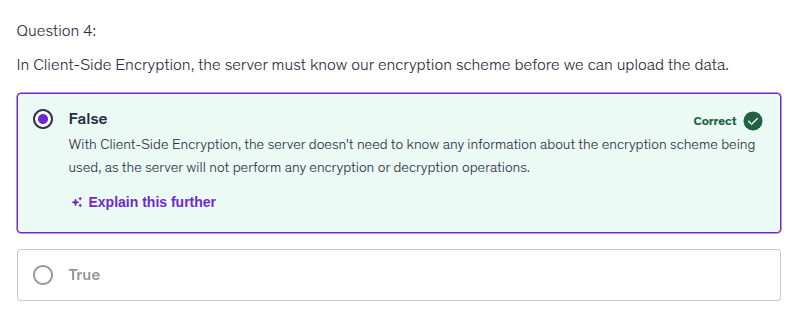 Question 4:
In Client-Side Encryption, the server must know our encryption scheme before we can upload the data.
False
Correct
With Client-Side Encryption, the server doesn't need to know any information about the encryption scheme being
used, as the server will not perform any encryption or decryption operations.
Explain this further
True